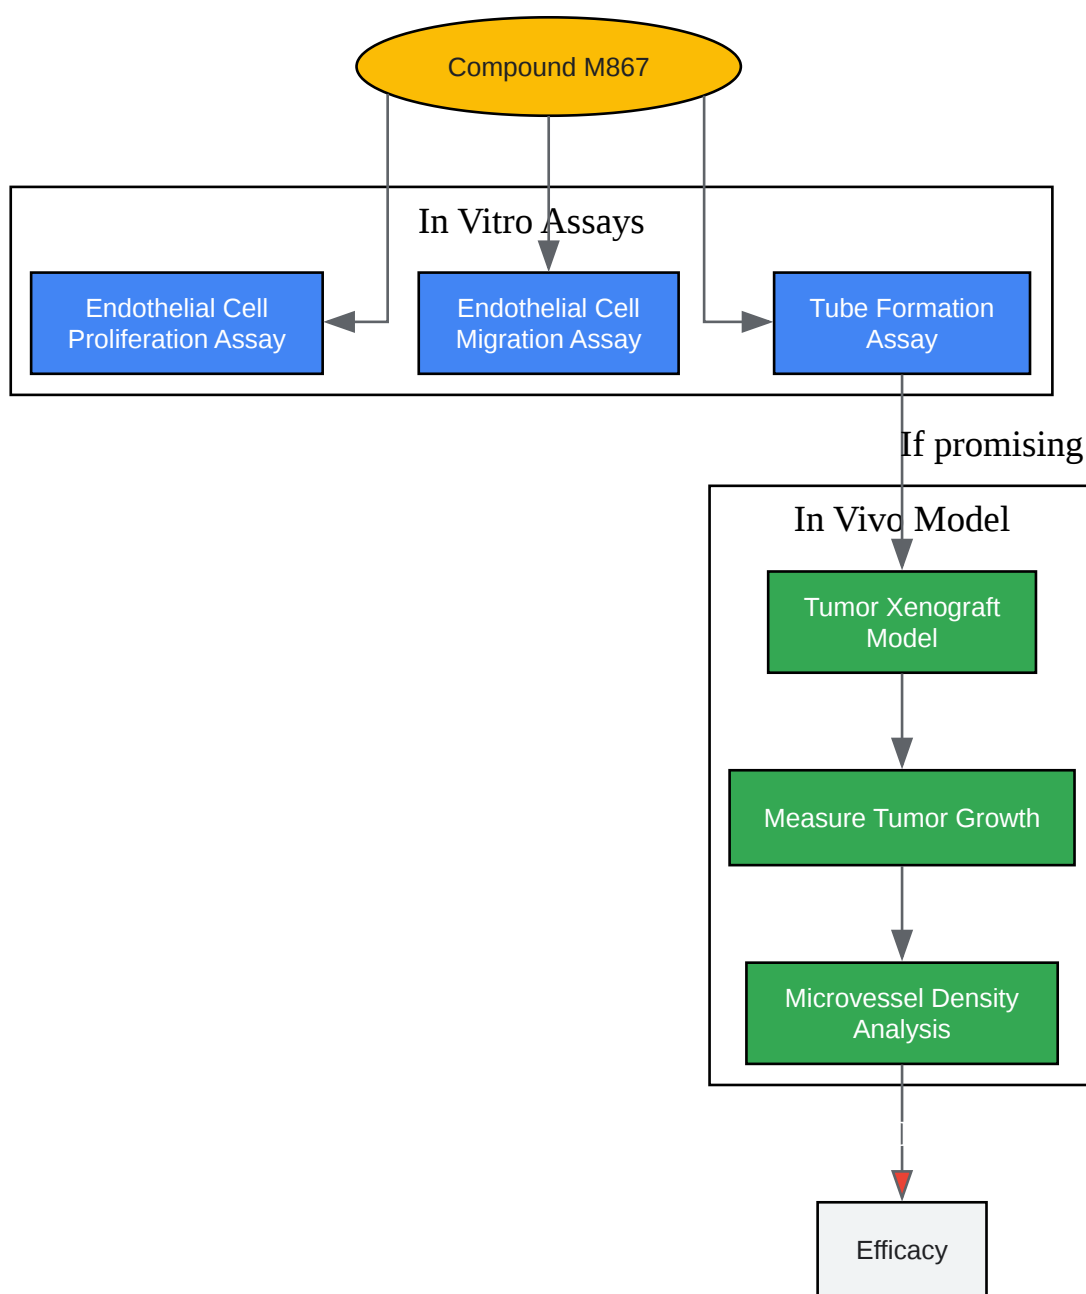 Compound M867
In Vitro Assays
Endothelial Cell
Proliferation Assay
Endothelial Cell
Migration Assay
Tube Formation
Assay
If promising
In Vivo Model
Tumor Xenograft
Model
Measure Tumor Growth
Microvessel Density
Analysis
Efficacy